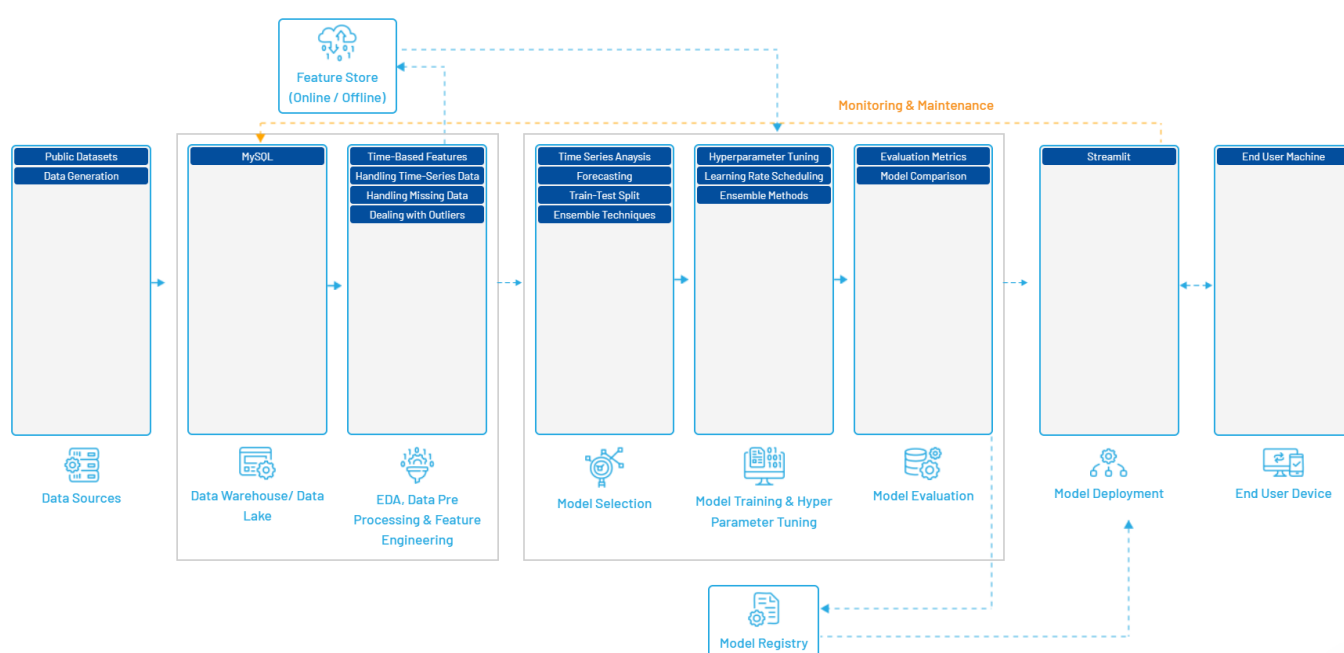 Feature Store
(Online / Offline)
Monitoring & Maintenance
Public Datasets
Data Generation
MySQL
Time-Based Features
Handling Time-Series Data
Handling Missing Data
Dealing with Outliers
Time Series Anaysis
Forecasting
Train-Test Split
Ensemble Techniques
Hyperparameter Tuning
Learning Rate Scheduling
Ensemble Methods
Evaluation Metrics
Model Comparison
Streamlit
End User Machine
Data Sources
Data Warehouse/ Data
Lake
EDA, Data Pre
Processing & Feature
Engineering
Model Selection
Model Training & Hyper
Parameter Tuning
Model Evaluation
Model Deployment
End User Device
Model Registry